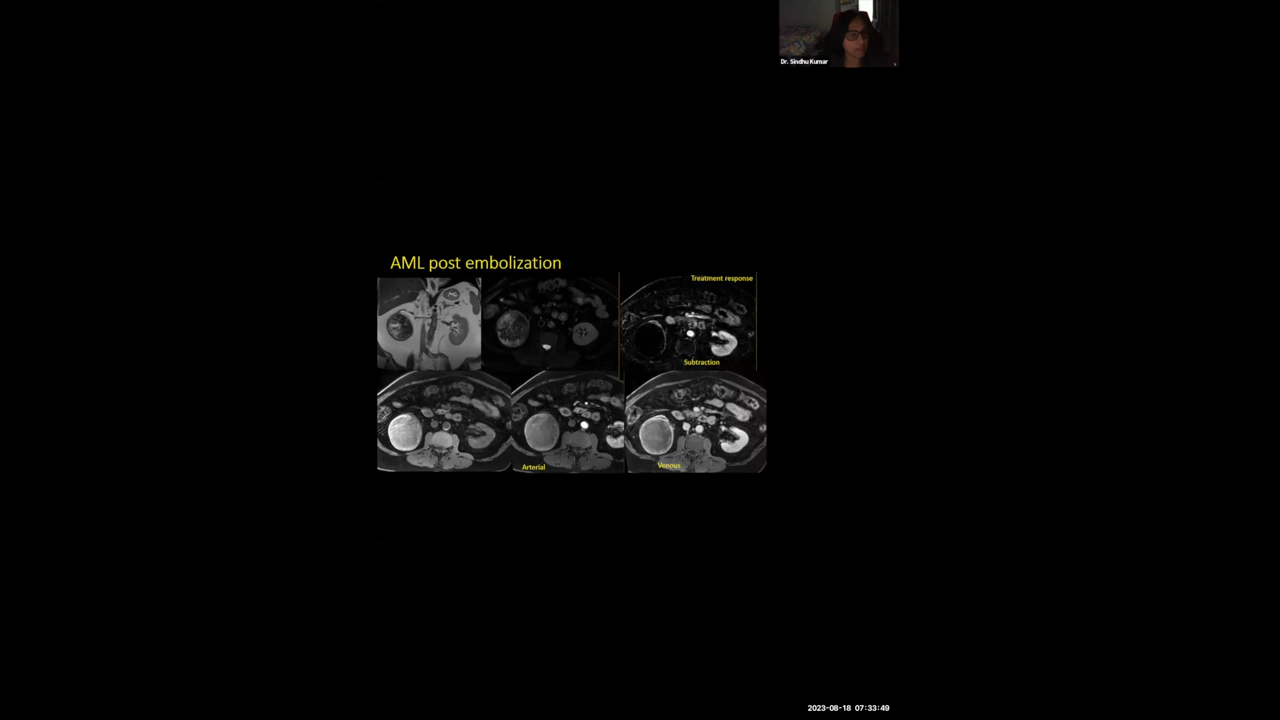 Dr. Sindhu Kumar
AML post embolization
Treatment response
Subtraction
Arterial
Venous
2023-08-18 07:33:49